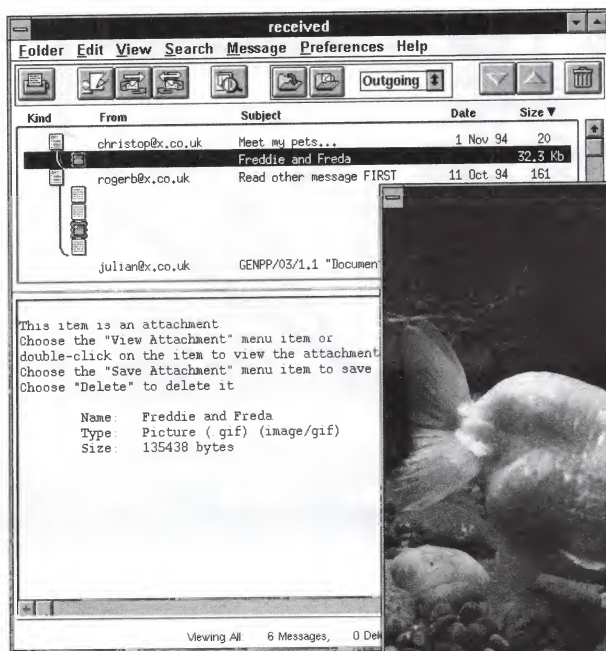 received
Folder Edit View Search Message Preferences Help
Outgoing
Kind From Subject Date Size ▼
christop@x.co.uk Meet my pets... 1 Nov 94 20
Freddie and Freda 32.3 Kb
rogerb@x.co.uk Read other message FIRST 11 Oct 94 161
julian@x.co.uk GENPP/03/1.1 "Documen
This item is an attachment
Choose the "View Attachment" menu item or
double-click on the item to view the attachment
Choose the "Save Attachment" menu item to save
Choose "Delete" to delete it
Name: Freddie and Freda
Type: Picture (.gif) (image/gif)
Size: 135438 bytes
Viewing All: 6 Messages, 0 Del